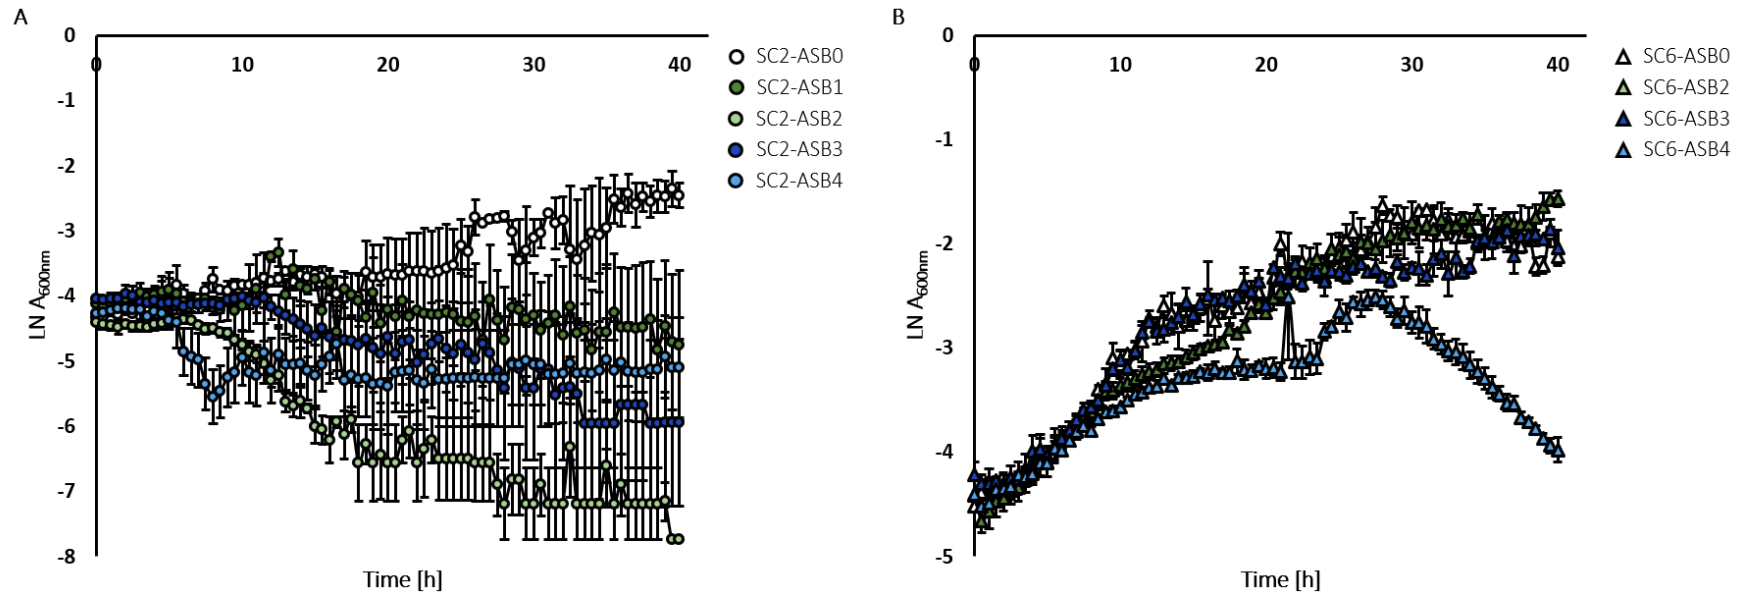 A
0
0
10
20
30
40
-1
-2
-3
-4
-5
-6
-7
-8
LN A600nm
Time [h]
SC2-ASB0
SC2-ASB1
SC2-ASB2
SC2-ASB3
SC2-ASB4
B
0
0
10
20
30
40
-1
-2
-3
-4
-5
LN A600nm
Time [h]
SC6-ASB0
SC6-ASB2
SC6-ASB3
SC6-ASB4